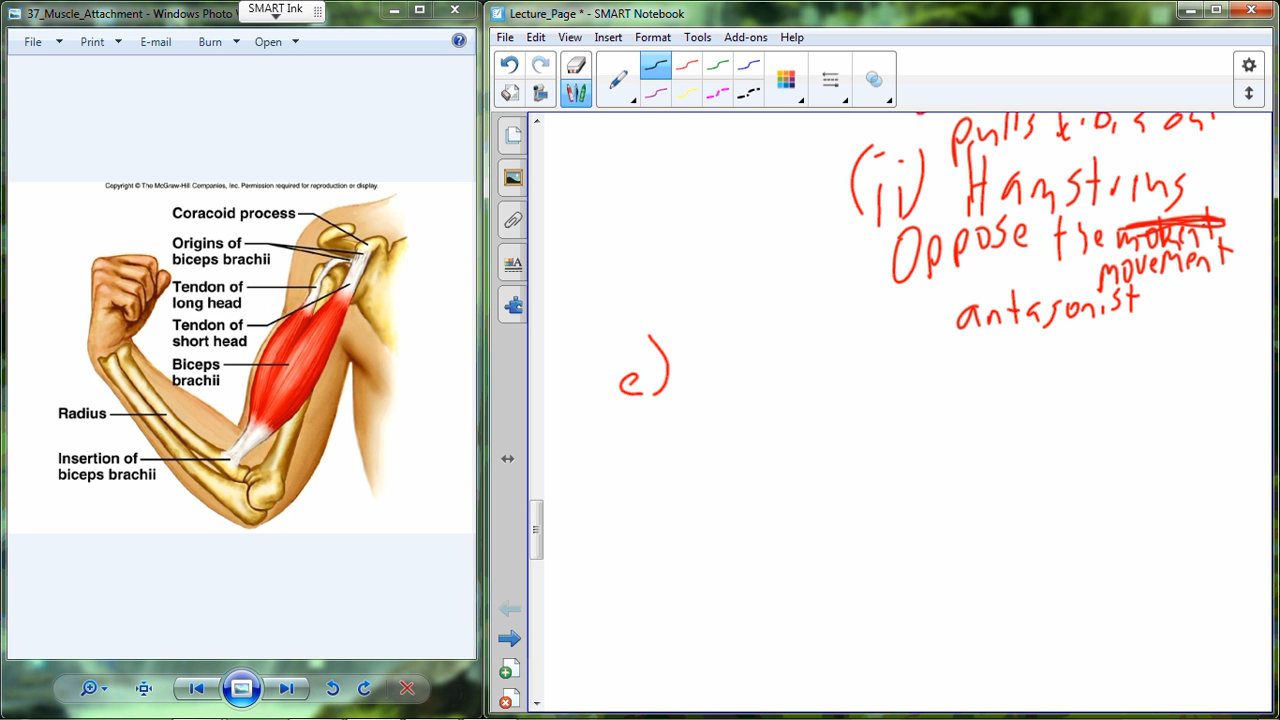 37_Muscle_Attachment - Windows Photo
SMART Ink
File Print E-mail Burn Open
Copyright © The McGraw-Hill Companies, Inc. Permission required for reproduction or display.
Coracoid process
Origins of
biceps brachii
Tendon of
long head
Tendon of
short head
Biceps
brachii
Radius
Insertion of
biceps brachii
Lecture_Page * - SMART Notebook
File Edit View Insert Format Tools Add-ons Help
pulls
(ii) Hamstrings
Oppose the
movement
antagonist
e)